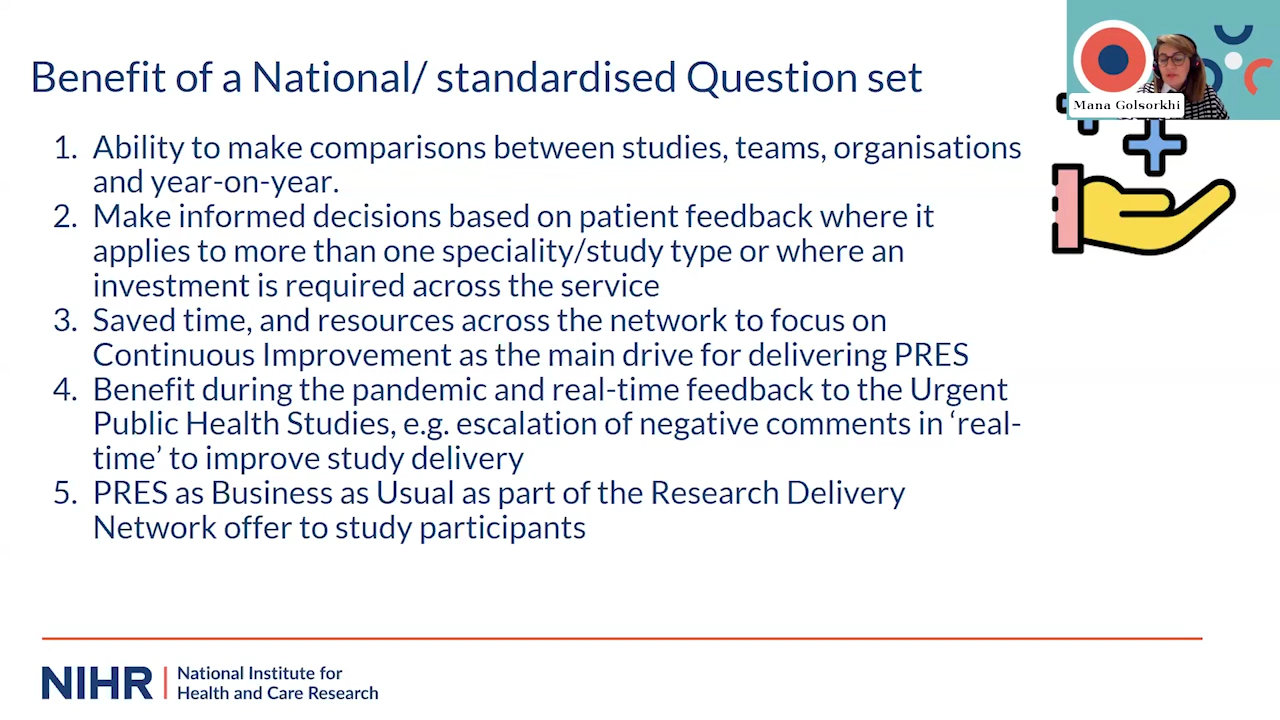 Benefit of a National/ standardised Question set
Mana Golsorkhi
1. Ability to make comparisons between studies, teams, organisations
and year-on-year.
2. Make informed decisions based on patient feedback where it
applies to more than one speciality/study type or where an
investment is required across the service
3. Saved time, and resources across the network to focus on
Continuous Improvement as the main drive for delivering PRES
4. Benefit during the pandemic and real-time feedback to the Urgent
Public Health Studies, e.g. escalation of negative comments in ‘real-
time’ to improve study delivery
5. PRES as Business as Usual as part of the Research Delivery
Network offer to study participants
NIHR | National Institute for
Health and Care Research